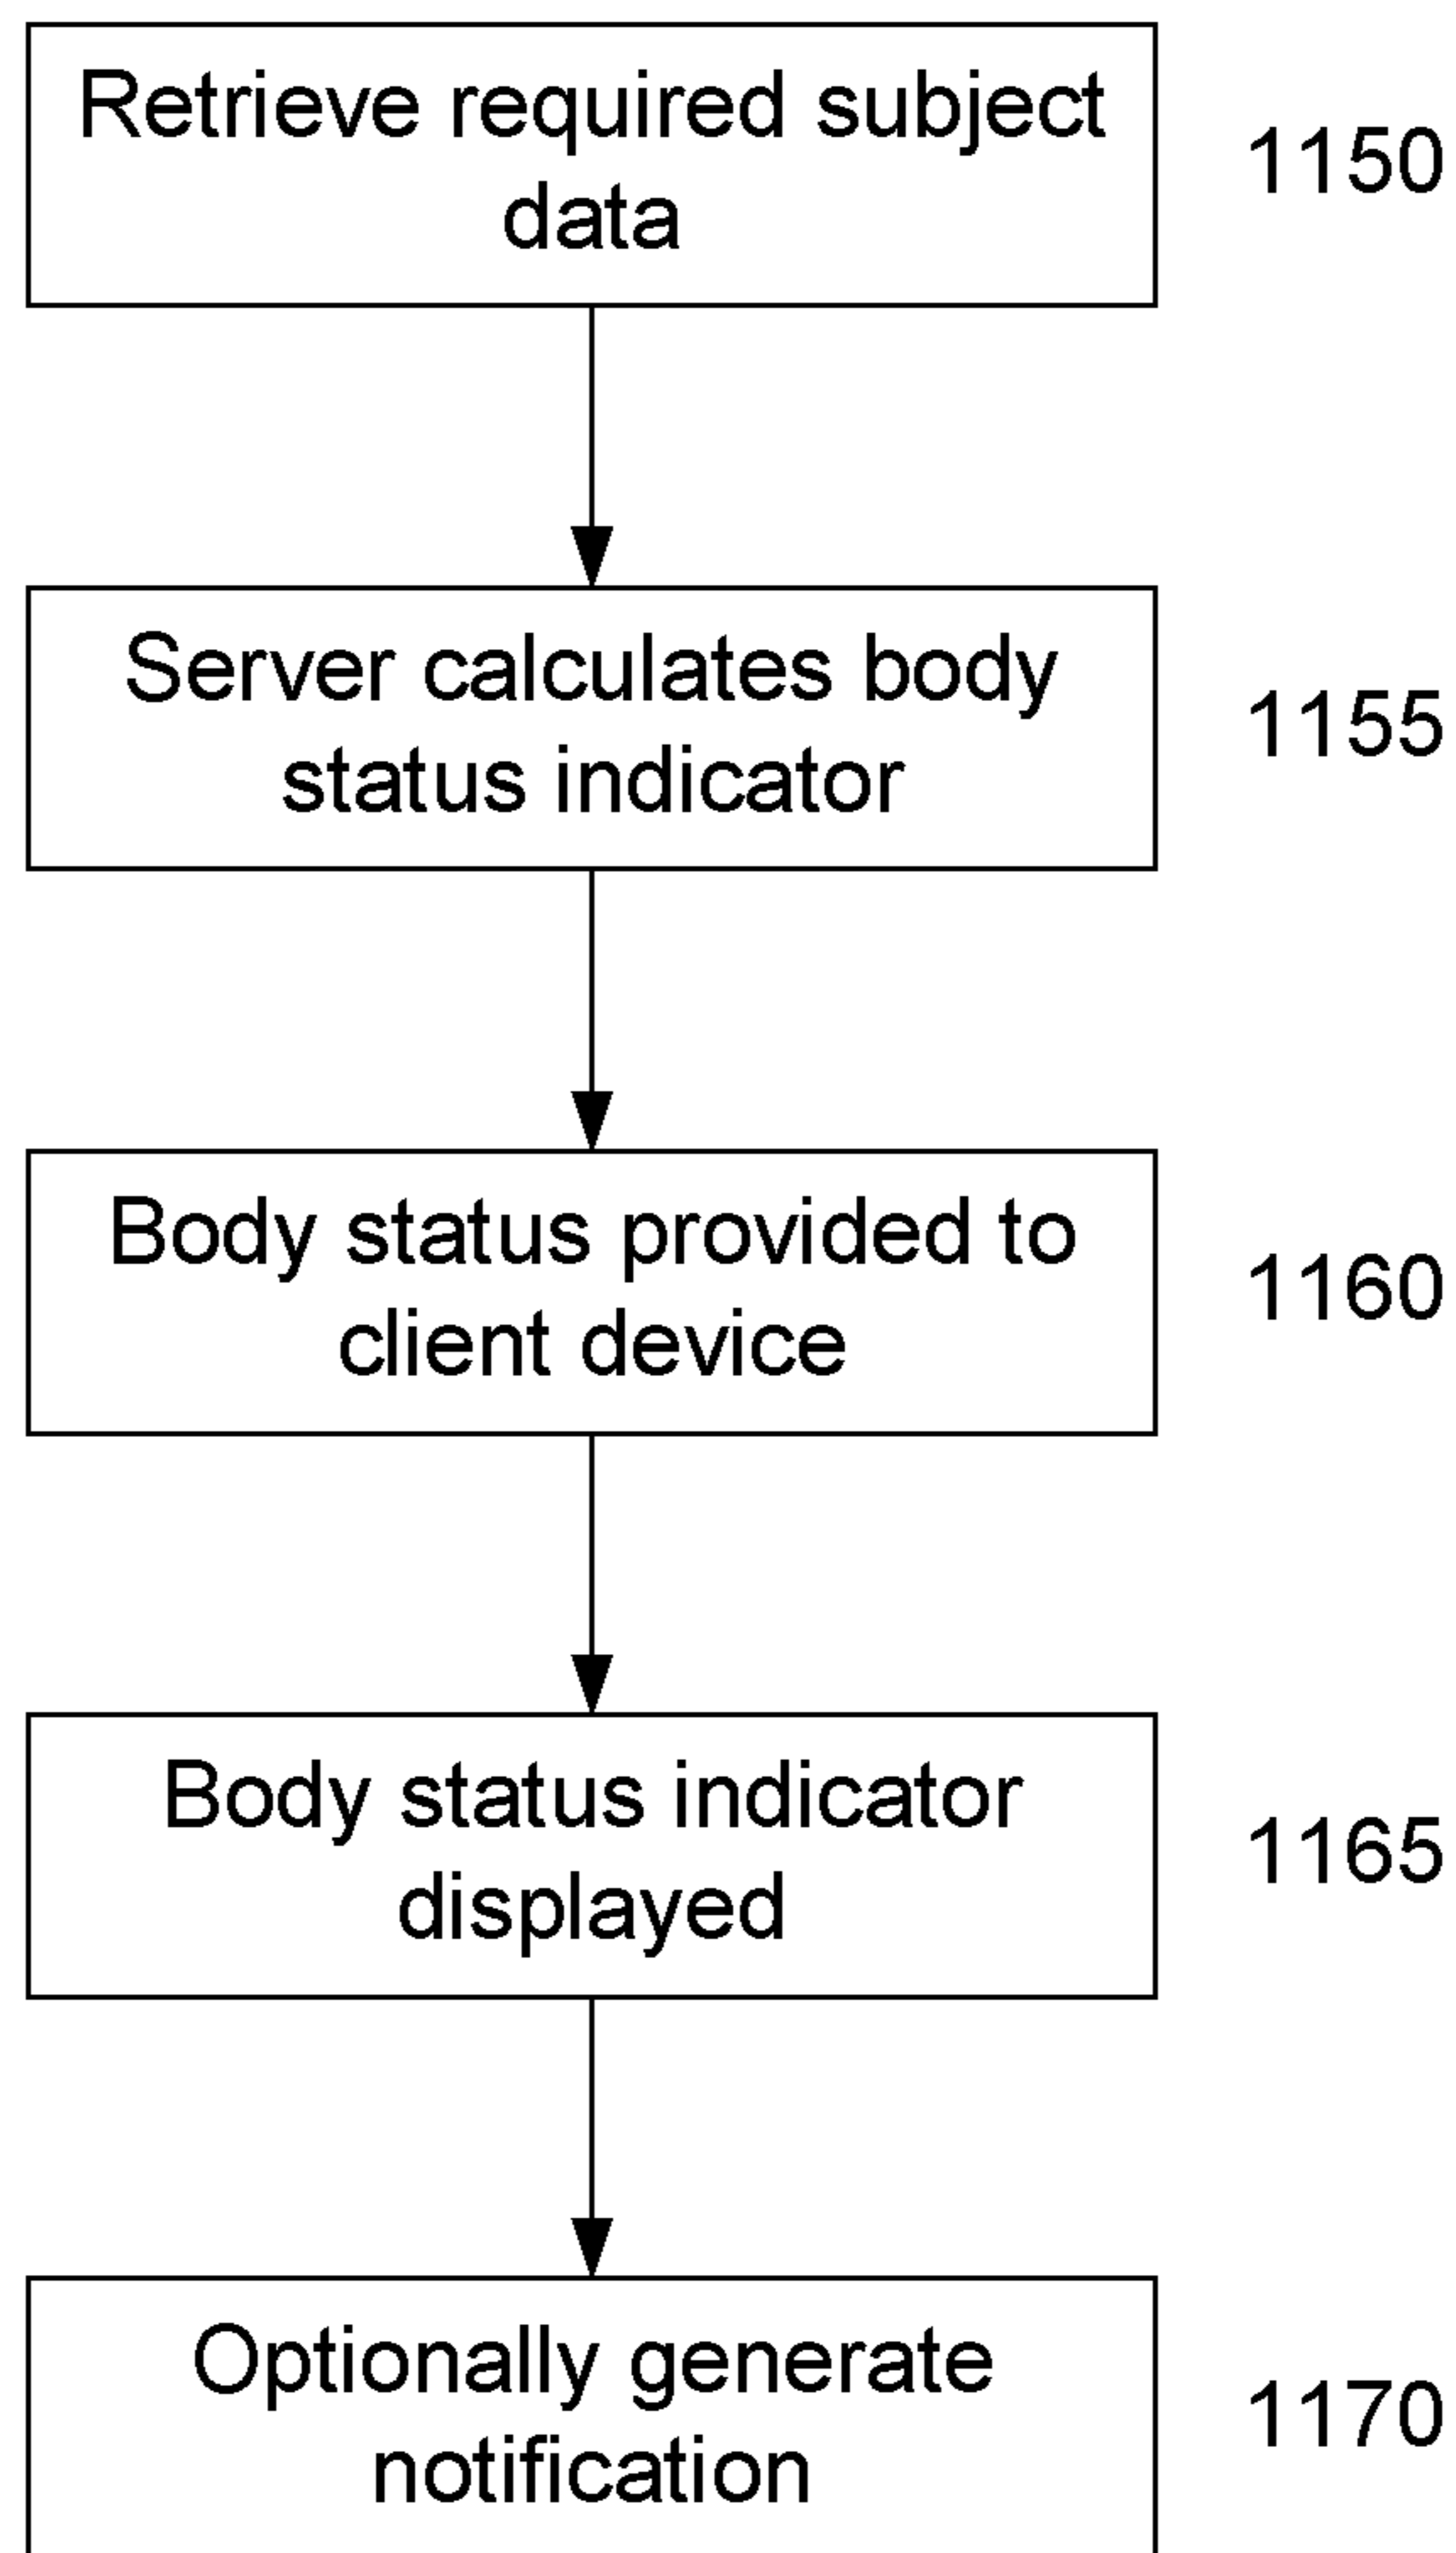 Retrieve required subject
data
1150
Server calculates body
status indicator
1155
Body status provided to
client device
1160
Body status indicator
displayed
1165
Optionally generate
notification
1170